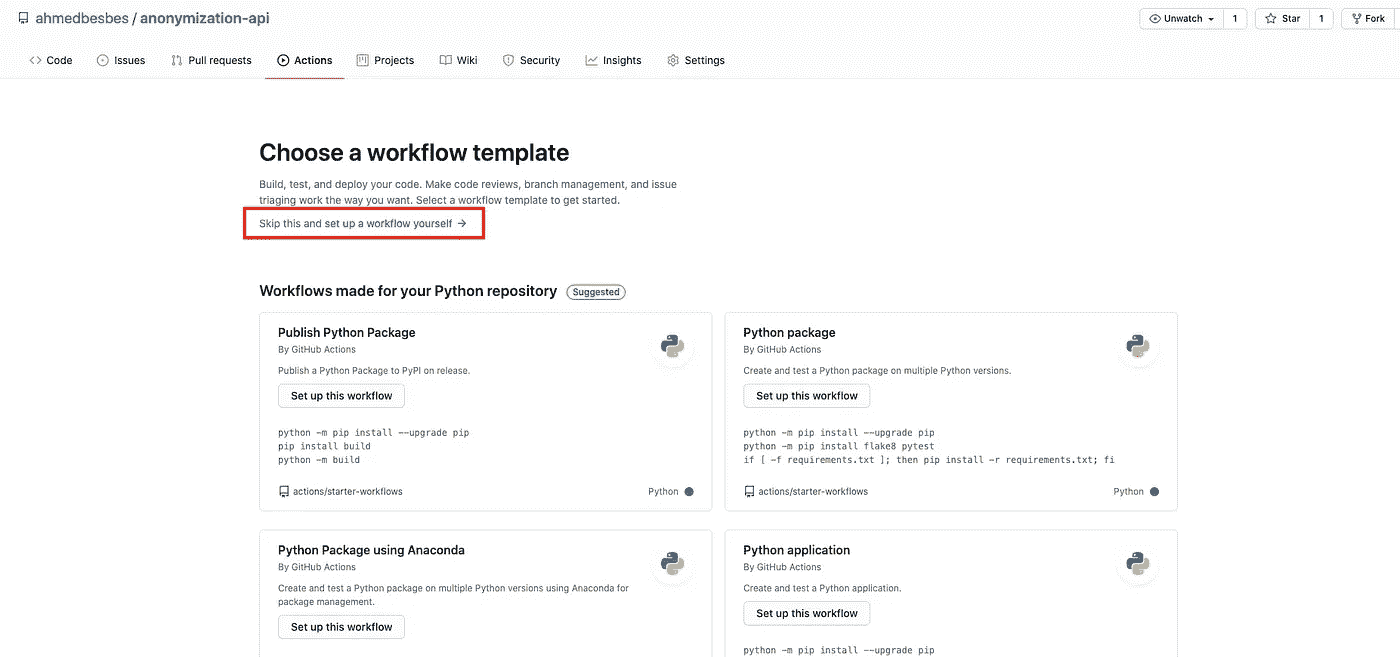 ahmedbesbes / anonymization-api
Unwatch 1 Star 1 Fork
Code Issues Pull requests Actions Projects Wiki Security Insights Settings
Choose a workflow template
Build, test, and deploy your code. Make code reviews, branch management, and issue
triaging work the way you want. Select a workflow template to get started.
Skip this and set up a workflow yourself →
Workflows made for your Python repository Suggested
Publish Python Package
By GitHub Actions
Publish a Python Package to PyPI on release.
Set up this workflow
python -m pip install --upgrade pip
pip install build
python -m build
actions/starter-workflows Python
Python package
By GitHub Actions
Create and test a Python package on multiple Python versions.
Set up this workflow
python -m pip install --upgrade pip
python -m pip install flake8 pytest
if [ -f requirements.txt ]; then pip install -r requirements.txt; fi
actions/starter-workflows Python
Python Package using Anaconda
By GitHub Actions
Create and test a Python package on multiple Python versions using Anaconda for
package management.
Set up this workflow
Python application
By GitHub Actions
Create and test a Python application.
Set up this workflow
python -m pip install --upgrade pip